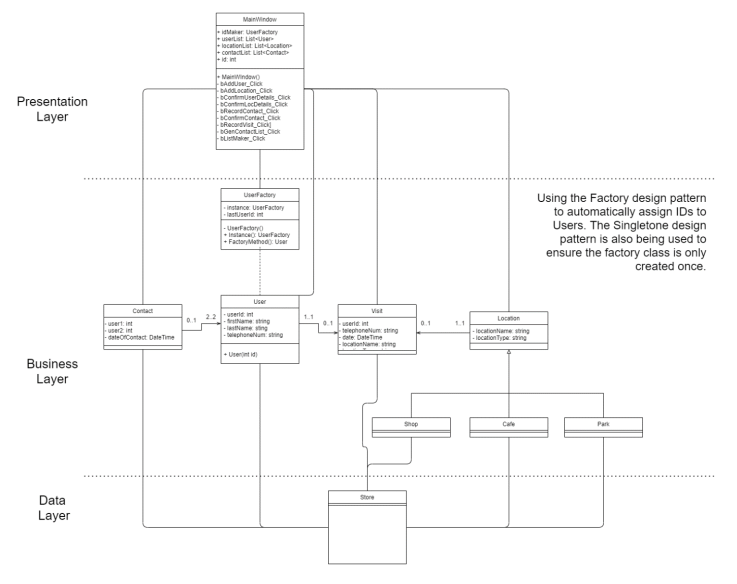 MainWindow
+ idMaker: UserFactory
+ userList: List<User>
+ locationList: List<Location>
+ contactList: List<Contact>
+ id: int
+ MaimWindow()
- bAddUser_Click
- bAddLocation_Click
- bConfirmUserDetails_Click
- bConfirmLocDetails_Click
- bRecordContact_Click
- bConfirmContact_Click
- bRecordVisit_Click]
- bGenContactList_Click
- bListMaker_Click
Presentation
Layer
UserFactory
- instance: UserFactory
- lastUserId: int
- UserFactory()
+ Instance(): UserFactory
+ FactoryMethod(): User
Using the Factory design pattern
to automatically assign IDs to
Users. The Singletone design
pattern is also being used to
ensure the factory class is only
created once.
Contact
- user1: int
- user2: int
- dateOfContact: DateTime
0..1
2..2
User
- userId: int
- firstName: string
- lastName: sting
- telephoneNum: string
+ User(int id)
1..1
0..1
Visit
- userId: int
- telephoneNum: string
- date: DateTime
- locationName: string
0..1
1..1
Location
- locationName: string
- locationType: string
Business
Layer
Shop
Cafe
Park
Data
Layer
Store